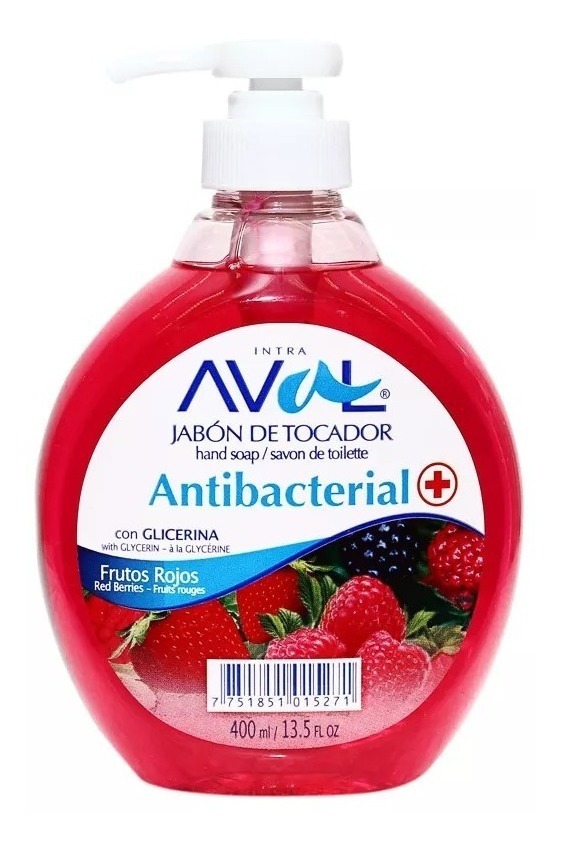 INTRA
AVAL®
JABÓN DE TOCADOR
hand soap / savon de toilette
Antibacterial
con GLICERINA
with GLYCERIN - à la GLYCÉRINE
Frutos Rojos
Red Berries - Fruits rouges
7 751851 015271
400 ml / 13.5 FL OZ